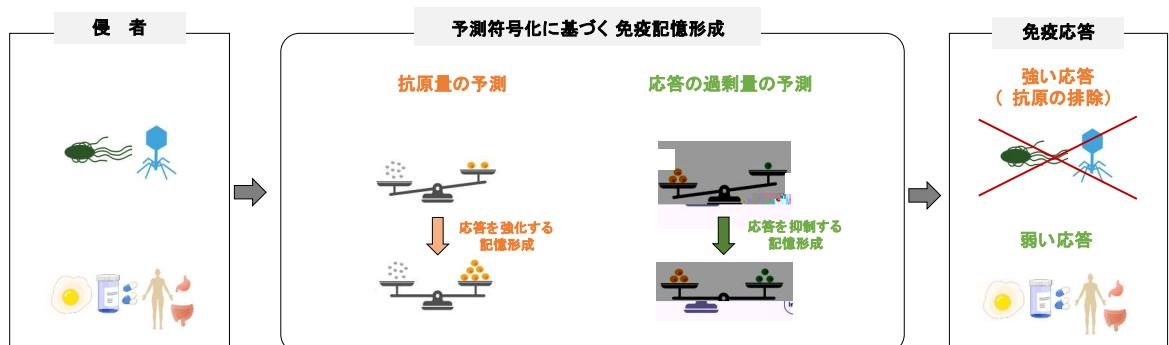 侵 者
予測符号化に基づく 免疫記憶形成
免疫応答
抗原量の予測
応答の過剰量の予測
強い応答
( 抗原の排除)
応答を強化する
記憶形成
応答を抑制する
記憶形成
弱い応答